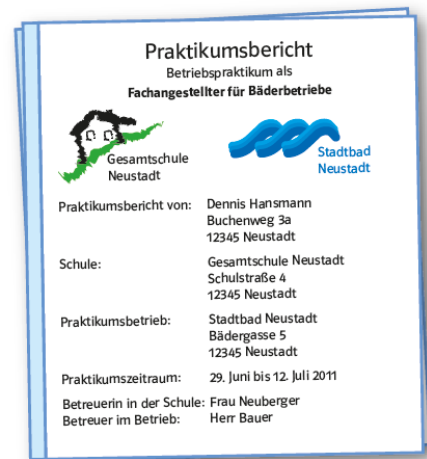 Praktikumsbericht
Betriebspraktikum als
Fachangestellter für Bäderbetriebe
Gesamtschule
Neustadt
Stadtbad
Neustadt
Praktikumsbericht von: Dennis Hansmann
Buchenweg 3a
12345 Neustadt
Schule: Gesamtschule Neustadt
Schulstraße 4
12345 Neustadt
Praktikumsbetrieb: Stadtbad Neustadt
Bädergasse 5
12345 Neustadt
Praktikumszeitraum: 29. Juni bis 12. Juli 2011
Betreuerin in der Schule: Frau Neuberger
Betreuer im Betrieb: Herr Bauer